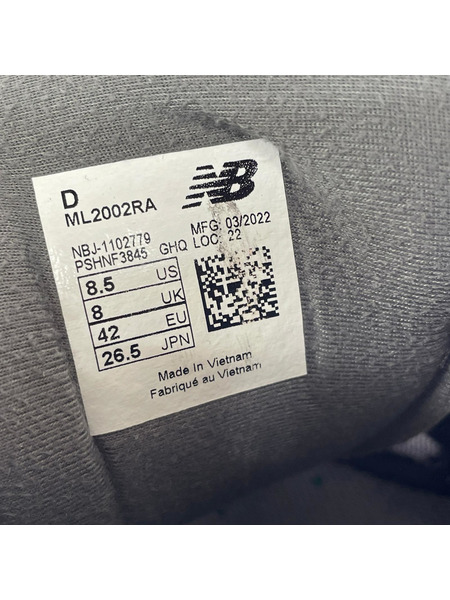 D
ML2002RA
NB
NBJ-1102779
PSHNF3845 GHQ
MFG: 03/2022
LOC: 22
8.5 US
8 UK
42 EU
26.5 JPN
Made In Vietnam
Fabriqué au Vietnam